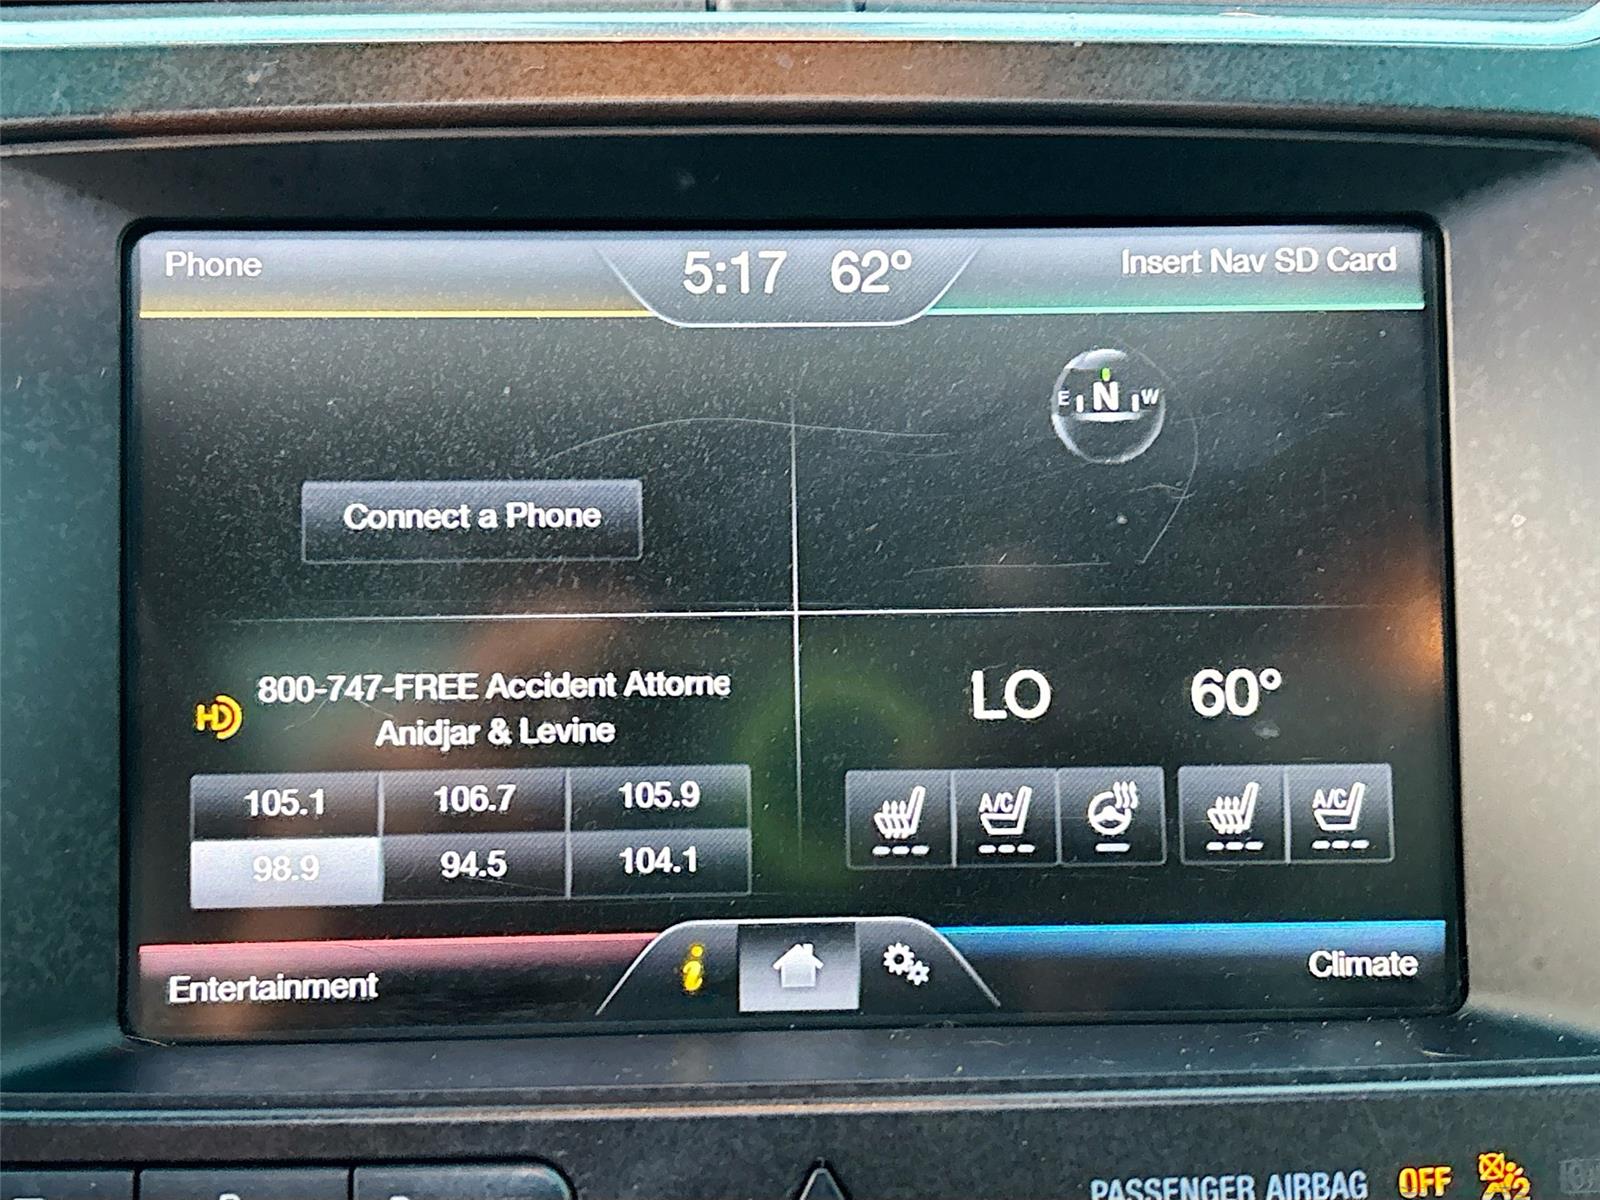 Phone
5:17 62°
Insert Nav SD Card
E N W
Connect a Phone
HD
800-747-FREE Accident Attorne
Anidjar & Levine
105.1 106.7 105.9
98.9 94.5 104.1
LO 60°
A/C A/C
Entertainment
i
Climate
PASSENGER AIRBAG OFF